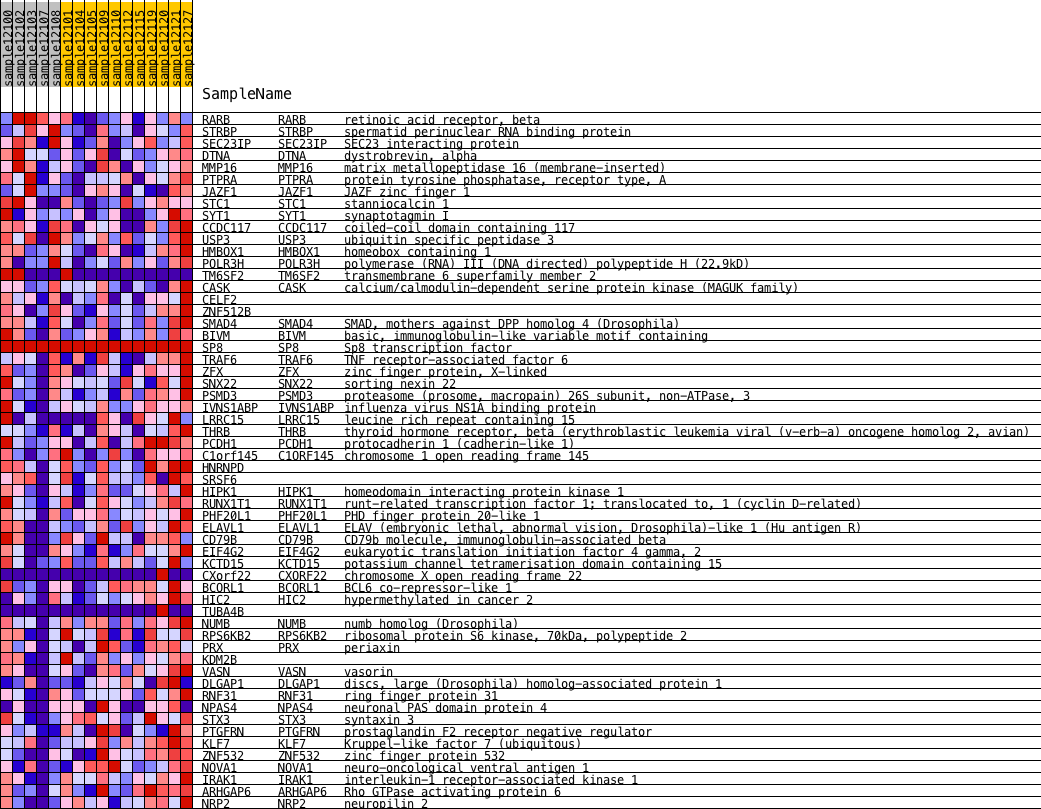 sample12100
sample12102
sample12103
sample12107
sample12108
sample12101
sample12104
sample12105
sample12109
sample12110
sample12112
sample12115
sample12119
sample12120
sample12121
sample12127
SampleName
RARB RARB retinoic acid receptor, beta
STRBP STRBP spermatid perinuclear RNA binding protein
SEC23IP SEC23IP SEC23 interacting protein
DTNA DTNA dystrobrevin, alpha
MMP16 MMP16 matrix metallopeptidase 16 (membrane-inserted)
PTPRA PTPRA protein tyrosine phosphatase, receptor type, A
JAZF1 JAZF1 JAZF zinc finger 1
STC1 STC1 stanniocalcin 1
SYT1 SYT1 synaptotagmin I
CCDC117 CCDC117 coiled-coil domain containing 117
USP3 USP3 ubiquitin specific peptidase 3
HMBOX1 HMBOX1 homeobox containing 1
POLR3H POLR3H polymerase (RNA) III (DNA directed) polypeptide H (22.9kD)
TM6SF2 TM6SF2 transmembrane 6 superfamily member 2
CASK CASK calcium/calmodulin-dependent serine protein kinase (MAGUK family)
CELF2
ZNF512B
SMAD4 SMAD4 SMAD, mothers against DPP homolog 4 (Drosophila)
BIVM BIVM basic, immunoglobulin-like variable motif containing
SP8 SP8 Sp8 transcription factor
TRAF6 TRAF6 TNF receptor-associated factor 6
ZFX ZFX zinc finger protein, X-linked
SNX22 SNX22 sorting nexin 22
PSMD3 PSMD3 proteasome (prosome, macropain) 26S subunit, non-ATPase, 3
IVNS1ABP IVNS1ABP influenza virus NS1A binding protein
LRRC15 LRRC15 leucine rich repeat containing 15
THRB THRB thyroid hormone receptor, beta (erythroblastic leukemia viral (v-erb-a) oncogene homolog 2, avian)
PCDH1 PCDH1 protocadherin 1 (cadherin-like 1)
C1orf145 C1ORF145 chromosome 1 open reading frame 145
HNRNPD
SRSF6
HIPK1 HIPK1 homeodomain interacting protein kinase 1
RUNX1T1 RUNX1T1 runt-related transcription factor 1; translocated to, 1 (cyclin D-related)
PHF20L1 PHF20L1 PHD finger protein 20-like 1
ELAVL1 ELAVL1 ELAV (embryonic lethal, abnormal vision, Drosophila)-like 1 (Hu antigen R)
CD79B CD79B CD79b molecule, immunoglobulin-associated beta
EIF4G2 EIF4G2 eukaryotic translation initiation factor 4 gamma, 2
KCTD15 KCTD15 potassium channel tetramerisation domain containing 15
CXorf22 CXORF22 chromosome X open reading frame 22
BCORL1 BCORL1 BCL6 co-repressor-like 1
HIC2 HIC2 hypermethylated in cancer 2
TUBA4B
NUMB NUMB numb homolog (Drosophila)
RPS6KB2 RPS6KB2 ribosomal protein S6 kinase, 70kDa, polypeptide 2
PRX PRX periaxin
KDM2B
VASN VASN vasorin
DLGAP1 DLGAP1 discs, large (Drosophila) homolog-associated protein 1
RNF31 RNF31 ring finger protein 31
NPAS4 NPAS4 neuronal PAS domain protein 4
STX3 STX3 syntaxin 3
PTGFRN PTGFRN prostaglandin F2 receptor negative regulator
KLF7 KLF7 Kruppel-like factor 7 (ubiquitous)
ZNF532 ZNF532 zinc finger protein 532
NOVA1 NOVA1 neuro-oncological ventral antigen 1
IRAK1 IRAK1 interleukin-1 receptor-associated kinase 1
ARHGAP6 ARHGAP6 Rho GTPase activating protein 6
NRP2 NRP2 neuropilin 2